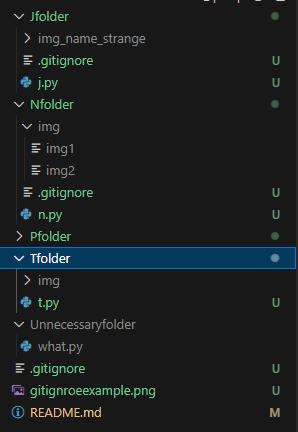 Jfolder
img_name_strange
.gitignore U
j.py U
Nfolder
img
img1
img2
.gitignore U
n.py U
Pfolder
Tfolder
img
t.py U
Unnecessaryfolder
what.py
.gitignore U
gitignroeexample.png U
README.md M